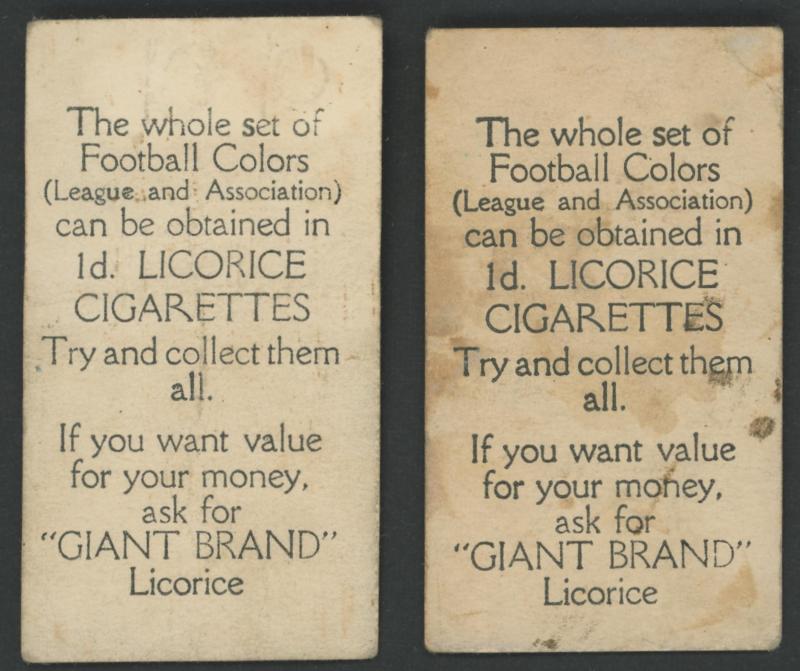 The whole set of
Football Colors
(League and Association)
can be obtained in
1d. LICORICE
CIGARETTES
Try and collect them
all.
If you want value
for your money,
ask for
"GIANT BRAND"
Licorice
The whole set of
Football Colors
(League and Association)
can be obtained in
1d. LICORICE
CIGARETTES
Try and collect them
all.
If you want value
for your money,
ask for
"GIANT BRAND"
Licorice